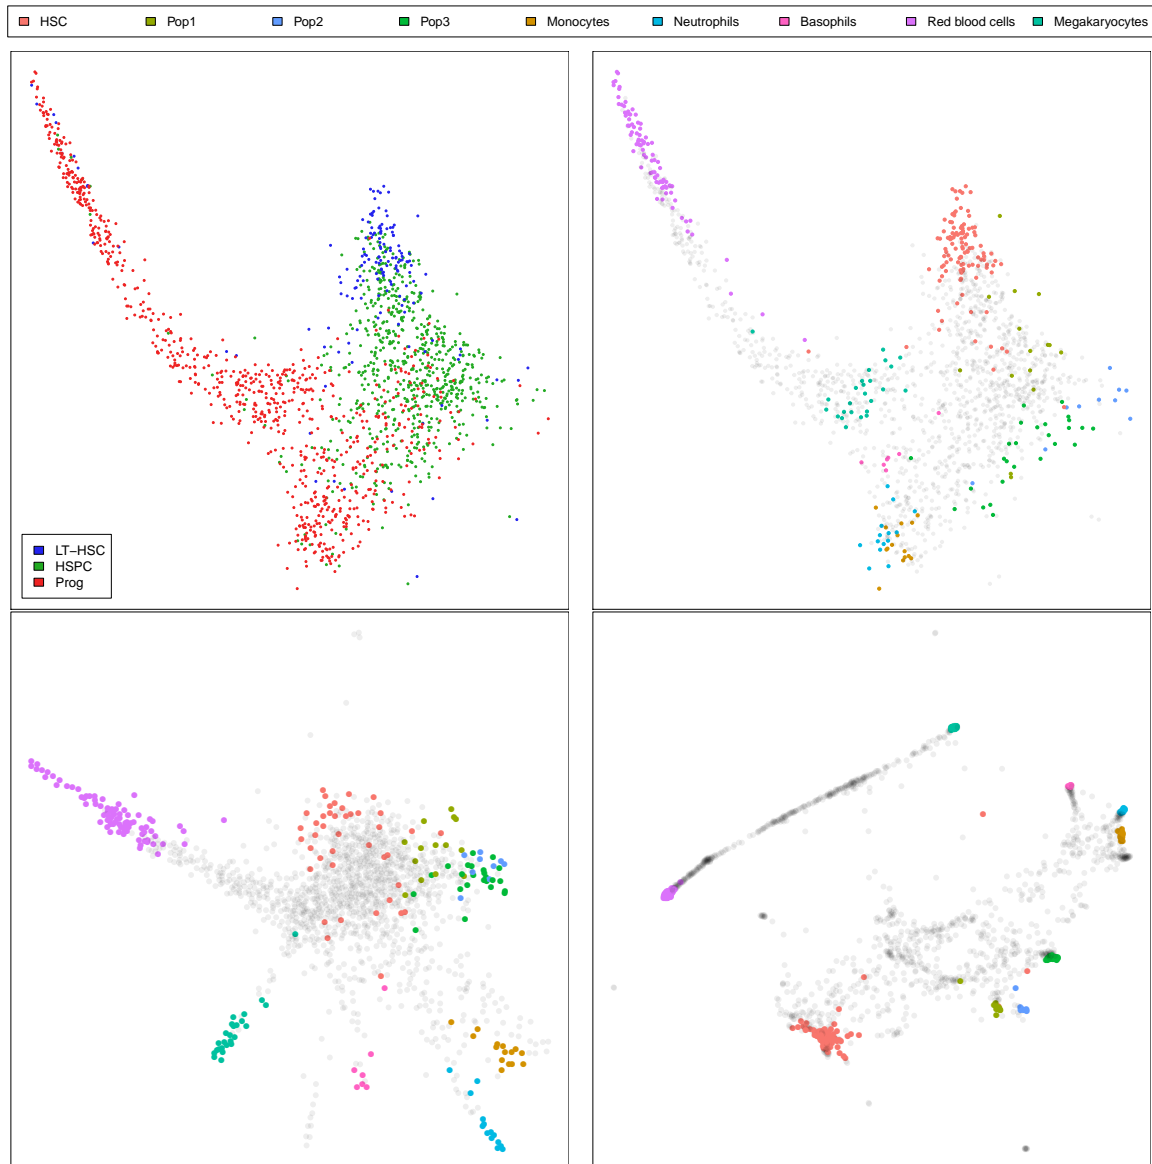 HSC Pop1 Pop2 Pop3 Monocytes Neutrophils Basophils Red blood cells Megakaryocytes
LT−HSC
HSPC
Prog